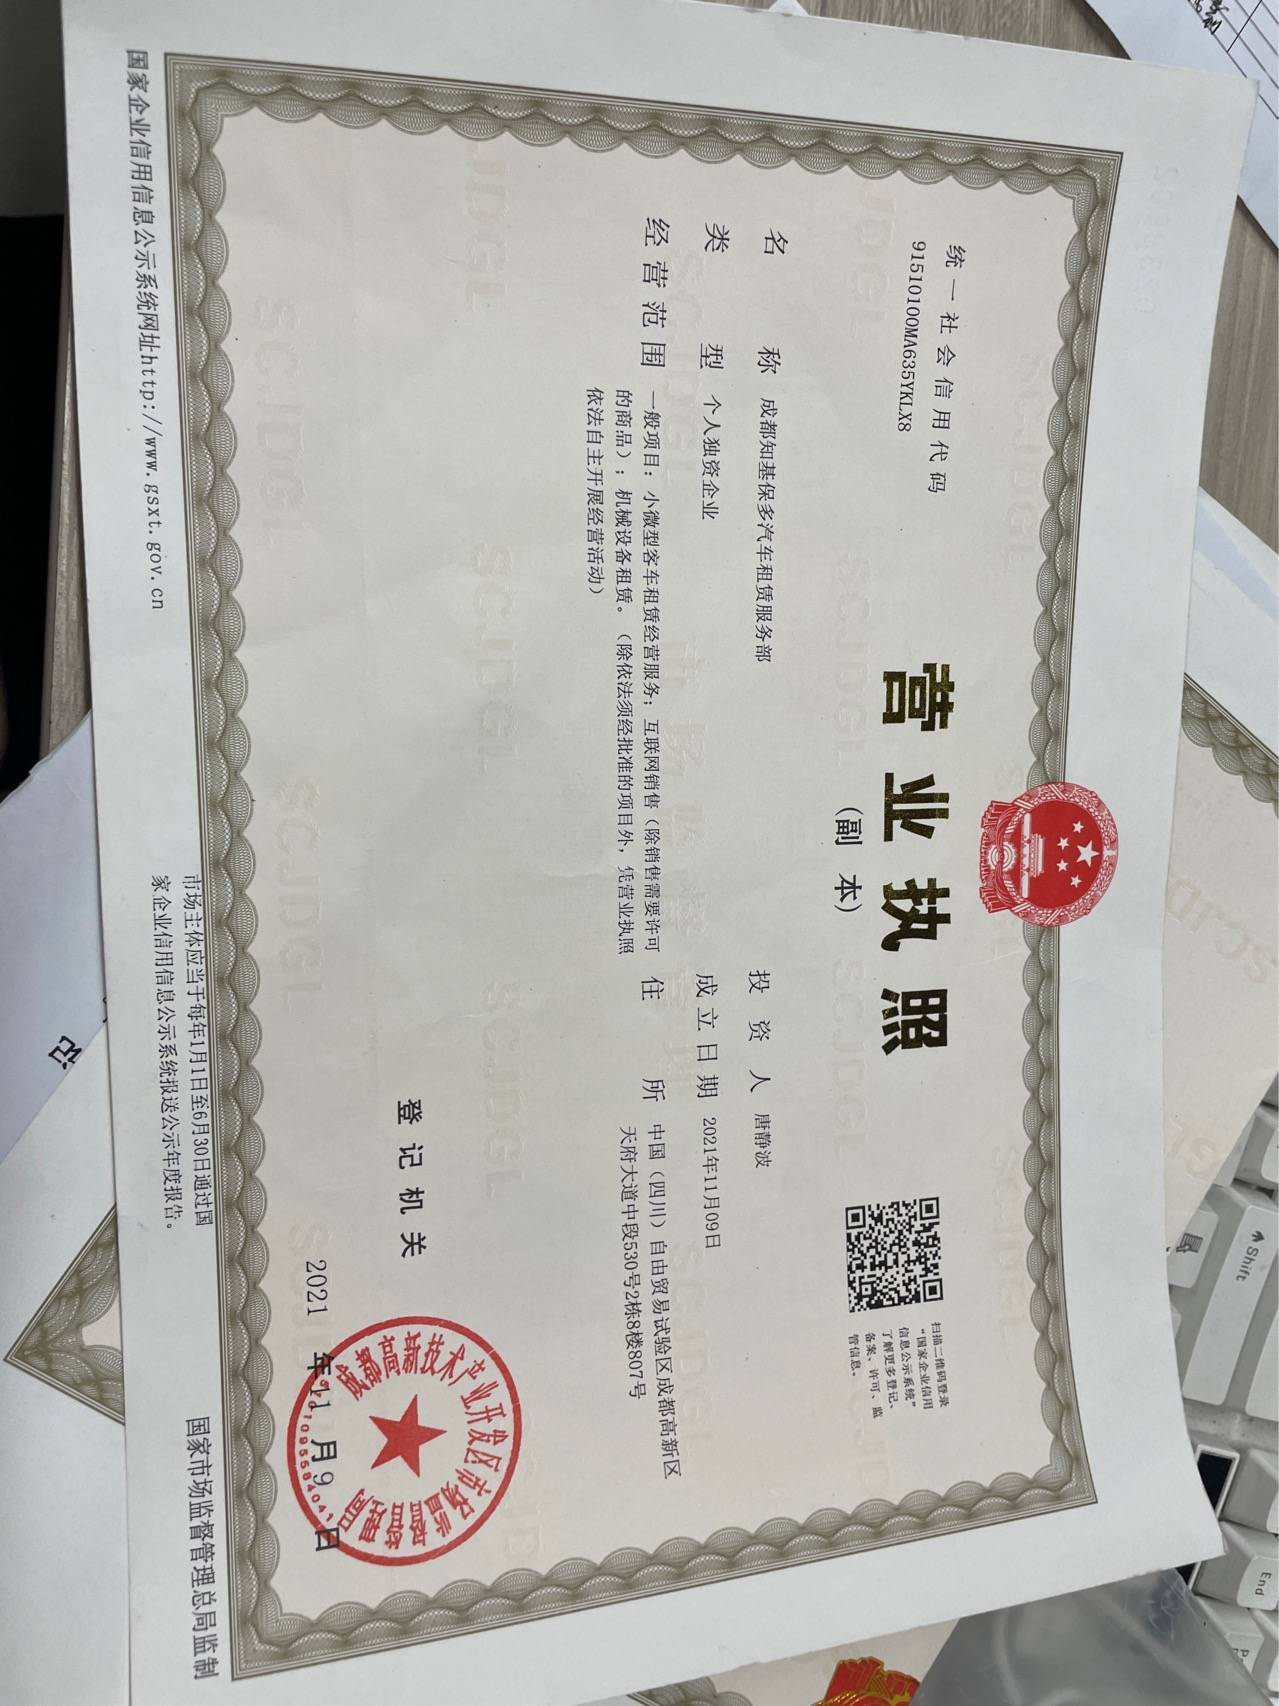 统一社会信用代码
91510100MA635YKLX8
营业执照
(副 本)
扫描二维码登录
“国家企业信用
信息公示系统”
了解更多登记、
备案、许可、监
管信息。
名 称 成都知基保多汽车租赁服务部
类 型 个人独资企业
经营范围 一般项目：小微型客车租赁经营服务；互联网销售（除销售需要许可
的商品）；机械设备租赁。（除依法须经批准的项目外，凭营业执照
依法自主开展经营活动）
投资人 唐静波
成立日期 2021年11月09日
住 所 中国（四川）自由贸易试验区成都高新区
天府大道中段530号2栋8楼807号
登记机关
成都高新技术产业开发区市场监督管理局
2021 年11 月9 日
国家企业信用信息公示系统网址http://www.gsxt.gov.cn
市场主体应当于每年1月1日至6月30日通过国
家企业信用信息公示系统报送公示年度报告。
国家市场监督管理总局监制
SCJDGL
记
Shift
End